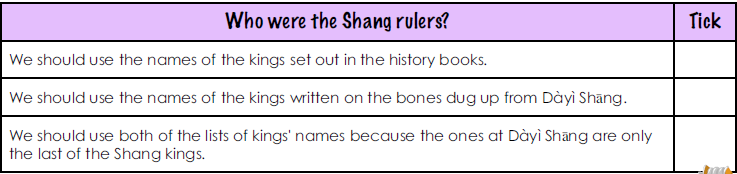 Who were the Shang rulers? Tick
We should use the names of the kings set out in the history books.
We should use the names of the kings written on the bones dug up from Dàyì Shāng.
We should use both of the lists of kings' names because the ones at Dàyì Shāng are only
the last of the Shang kings.